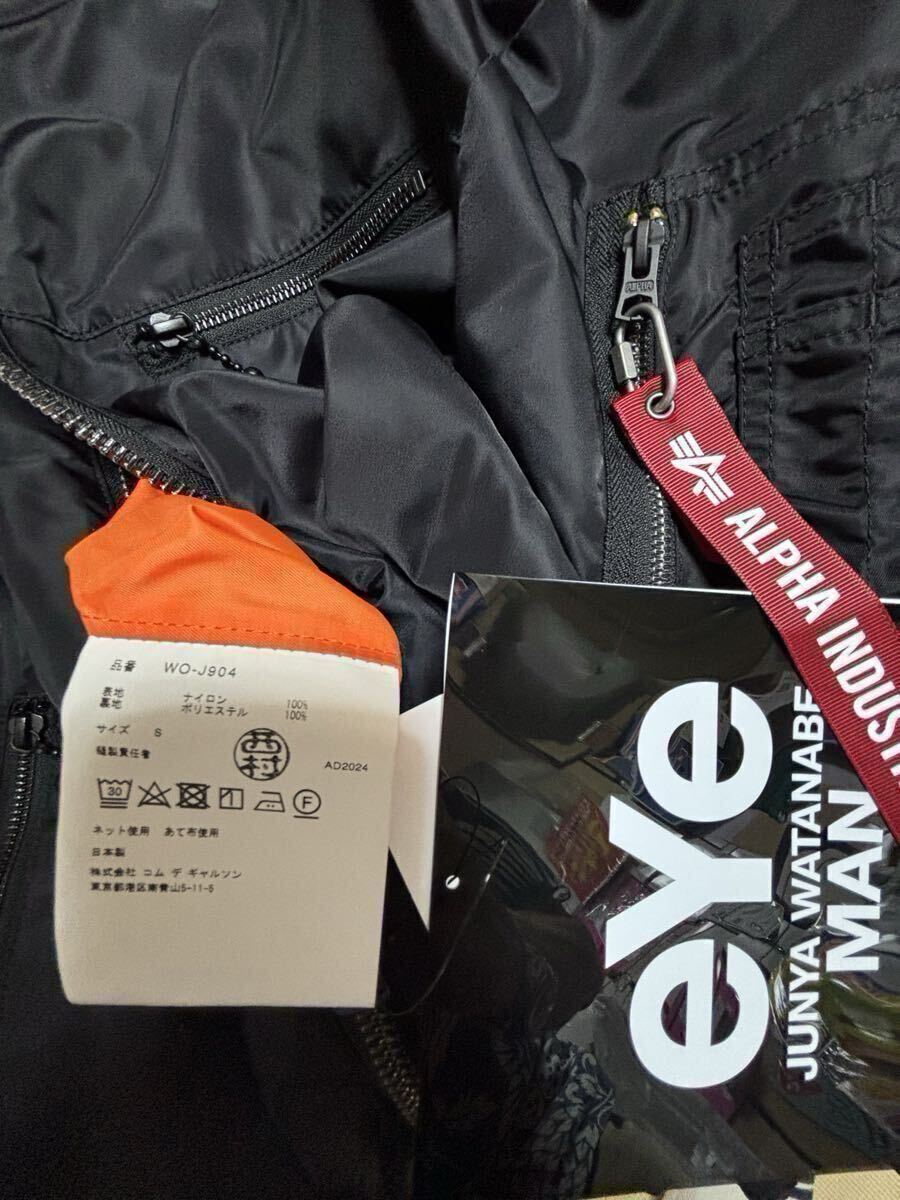 品番 WO-J904
表地 ナイロン 100%
裏地 ポリエステル 100%
サイズ S
縫製責任者 西村
AD2024
30
F
ネット使用 あて布使用
日本製
株式会社 コム デ ギャルソン
東京都港区南青山5-11-5
ALPHA
ALPHA INDUST
eYe
JUNYA WATANABE
MAN